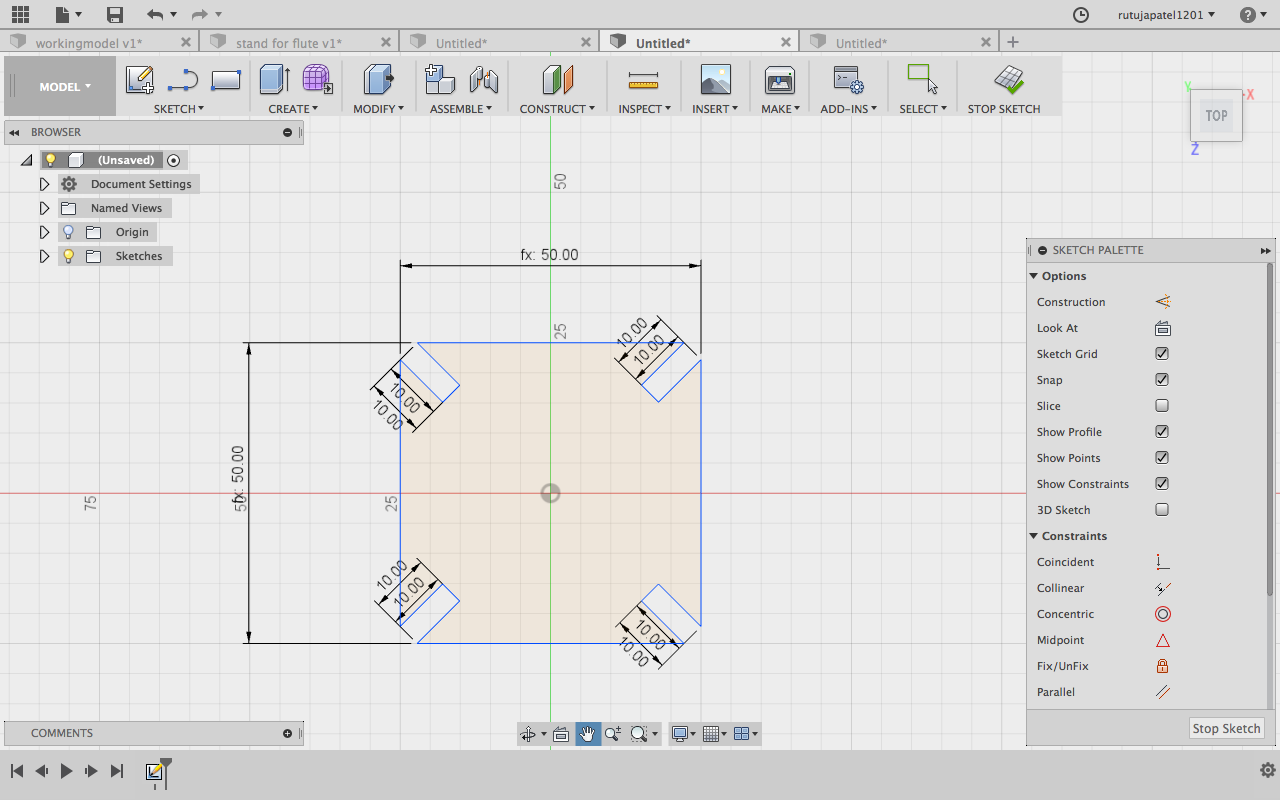 rutujapatel1201
workingmodel v1*
stand for flute v1*
Untitled*
Untitled*
Untitled*
MODEL
SKETCH
CREATE
MODIFY
ASSEMBLE
CONSTRUCT
INSPECT
INSERT
MAKE
ADD-INS
SELECT
STOP SKETCH
BROWSER
(Unsaved)
Document Settings
Named Views
Origin
Sketches
Y
X
TOP
Z
50
fx: 50.00
25
10.00
10.00
10.00
10.00
fx: 50.00
50
75
25
10.00
10.00
10.00
10.00
SKETCH PALETTE
Options
Construction
Look At
Sketch Grid
Snap
Slice
Show Profile
Show Points
Show Constraints
3D Sketch
Constraints
Coincident
Collinear
Concentric
Midpoint
Fix/UnFix
Parallel
Stop Sketch
COMMENTS